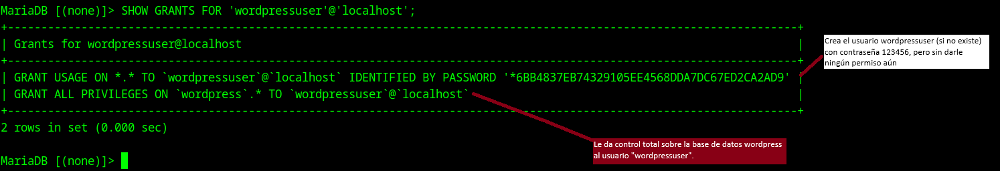 MariaDB [(none)]> SHOW GRANTS FOR 'wordpressuser'@'localhost';
+----------------------------------------------------------------------------------------------------------------------+
| Grants for wordpressuser@localhost |
+----------------------------------------------------------------------------------------------------------------------+
| GRANT USAGE ON *.* TO `wordpressuser`@`localhost` IDENTIFIED BY PASSWORD '*6BB4837EB74329105EE4568DDA7DC67ED2CA2AD9' |
| GRANT ALL PRIVILEGES ON `wordpress`.* TO `wordpressuser`@`localhost` |
+----------------------------------------------------------------------------------------------------------------------+
2 rows in set (0.000 sec)
MariaDB [(none)]>
Crea el usuario wordpressuser (si no existe)
con contraseña 123456, pero sin darle
ningún permiso aún
Le da control total sobre la base de datos wordpress
al usuario "wordpressuser".